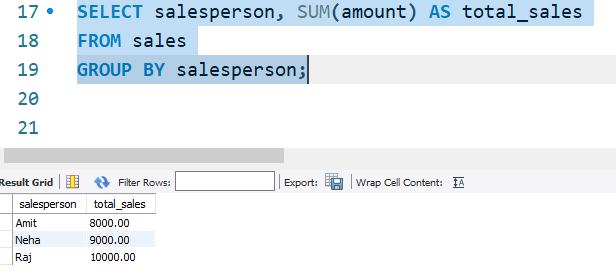 17 SELECT salesperson, SUM(amount) AS total_sales
18 FROM sales
19 GROUP BY salesperson;
20
21
Result Grid Filter Rows: Export: Wrap Cell Content: IA
salesperson total_sales
Amit 8000.00
Neha 9000.00
Raj 10000.00